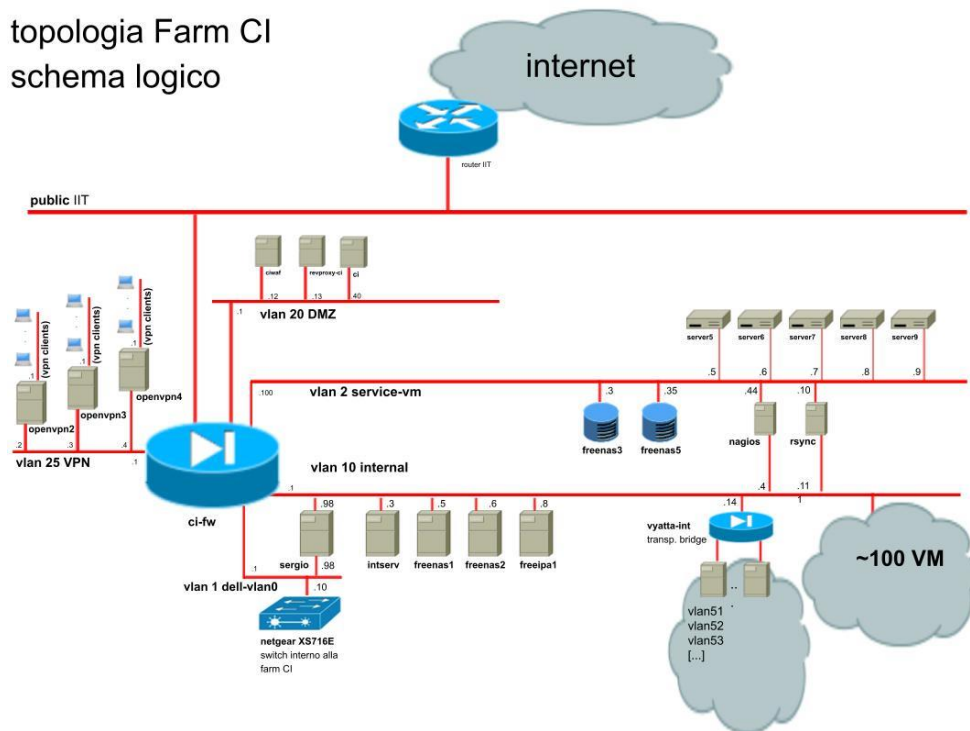 topologia Farm CI
schema logico
internet
router IIT
public IIT
ciwaf
revproxy-ci
ci
.12
.13
40
.1
vlan 20 DMZ
(vpn clients)
(vpn clients)
(vpn clients)
.1
.1
.1
openvpn2
openvpn3
openvpn4
.2
.3
.4
.1
vlan 25 VPN
server5
server6
server7
server8
server9
.5
.6
.7
.8
.9
.100
vlan 2 service-vm
.3
.35
.44
.10
freenas3
freenas5
nagios
rsync
vlan 10 internal
.1
.4
.11
1
ci-fw
.98
.3
.5
.6
.8
.14
sergio
intserv
freenas1
freenas2
freeipa1
vyatta-int
transp. bridge
~100 VM
.1
.98
vlan 1 dell-vlan0
.10
netgear XS716E
switch interno alla
farm CI
..
.
vlan51
vlan52
vlan53
[...]